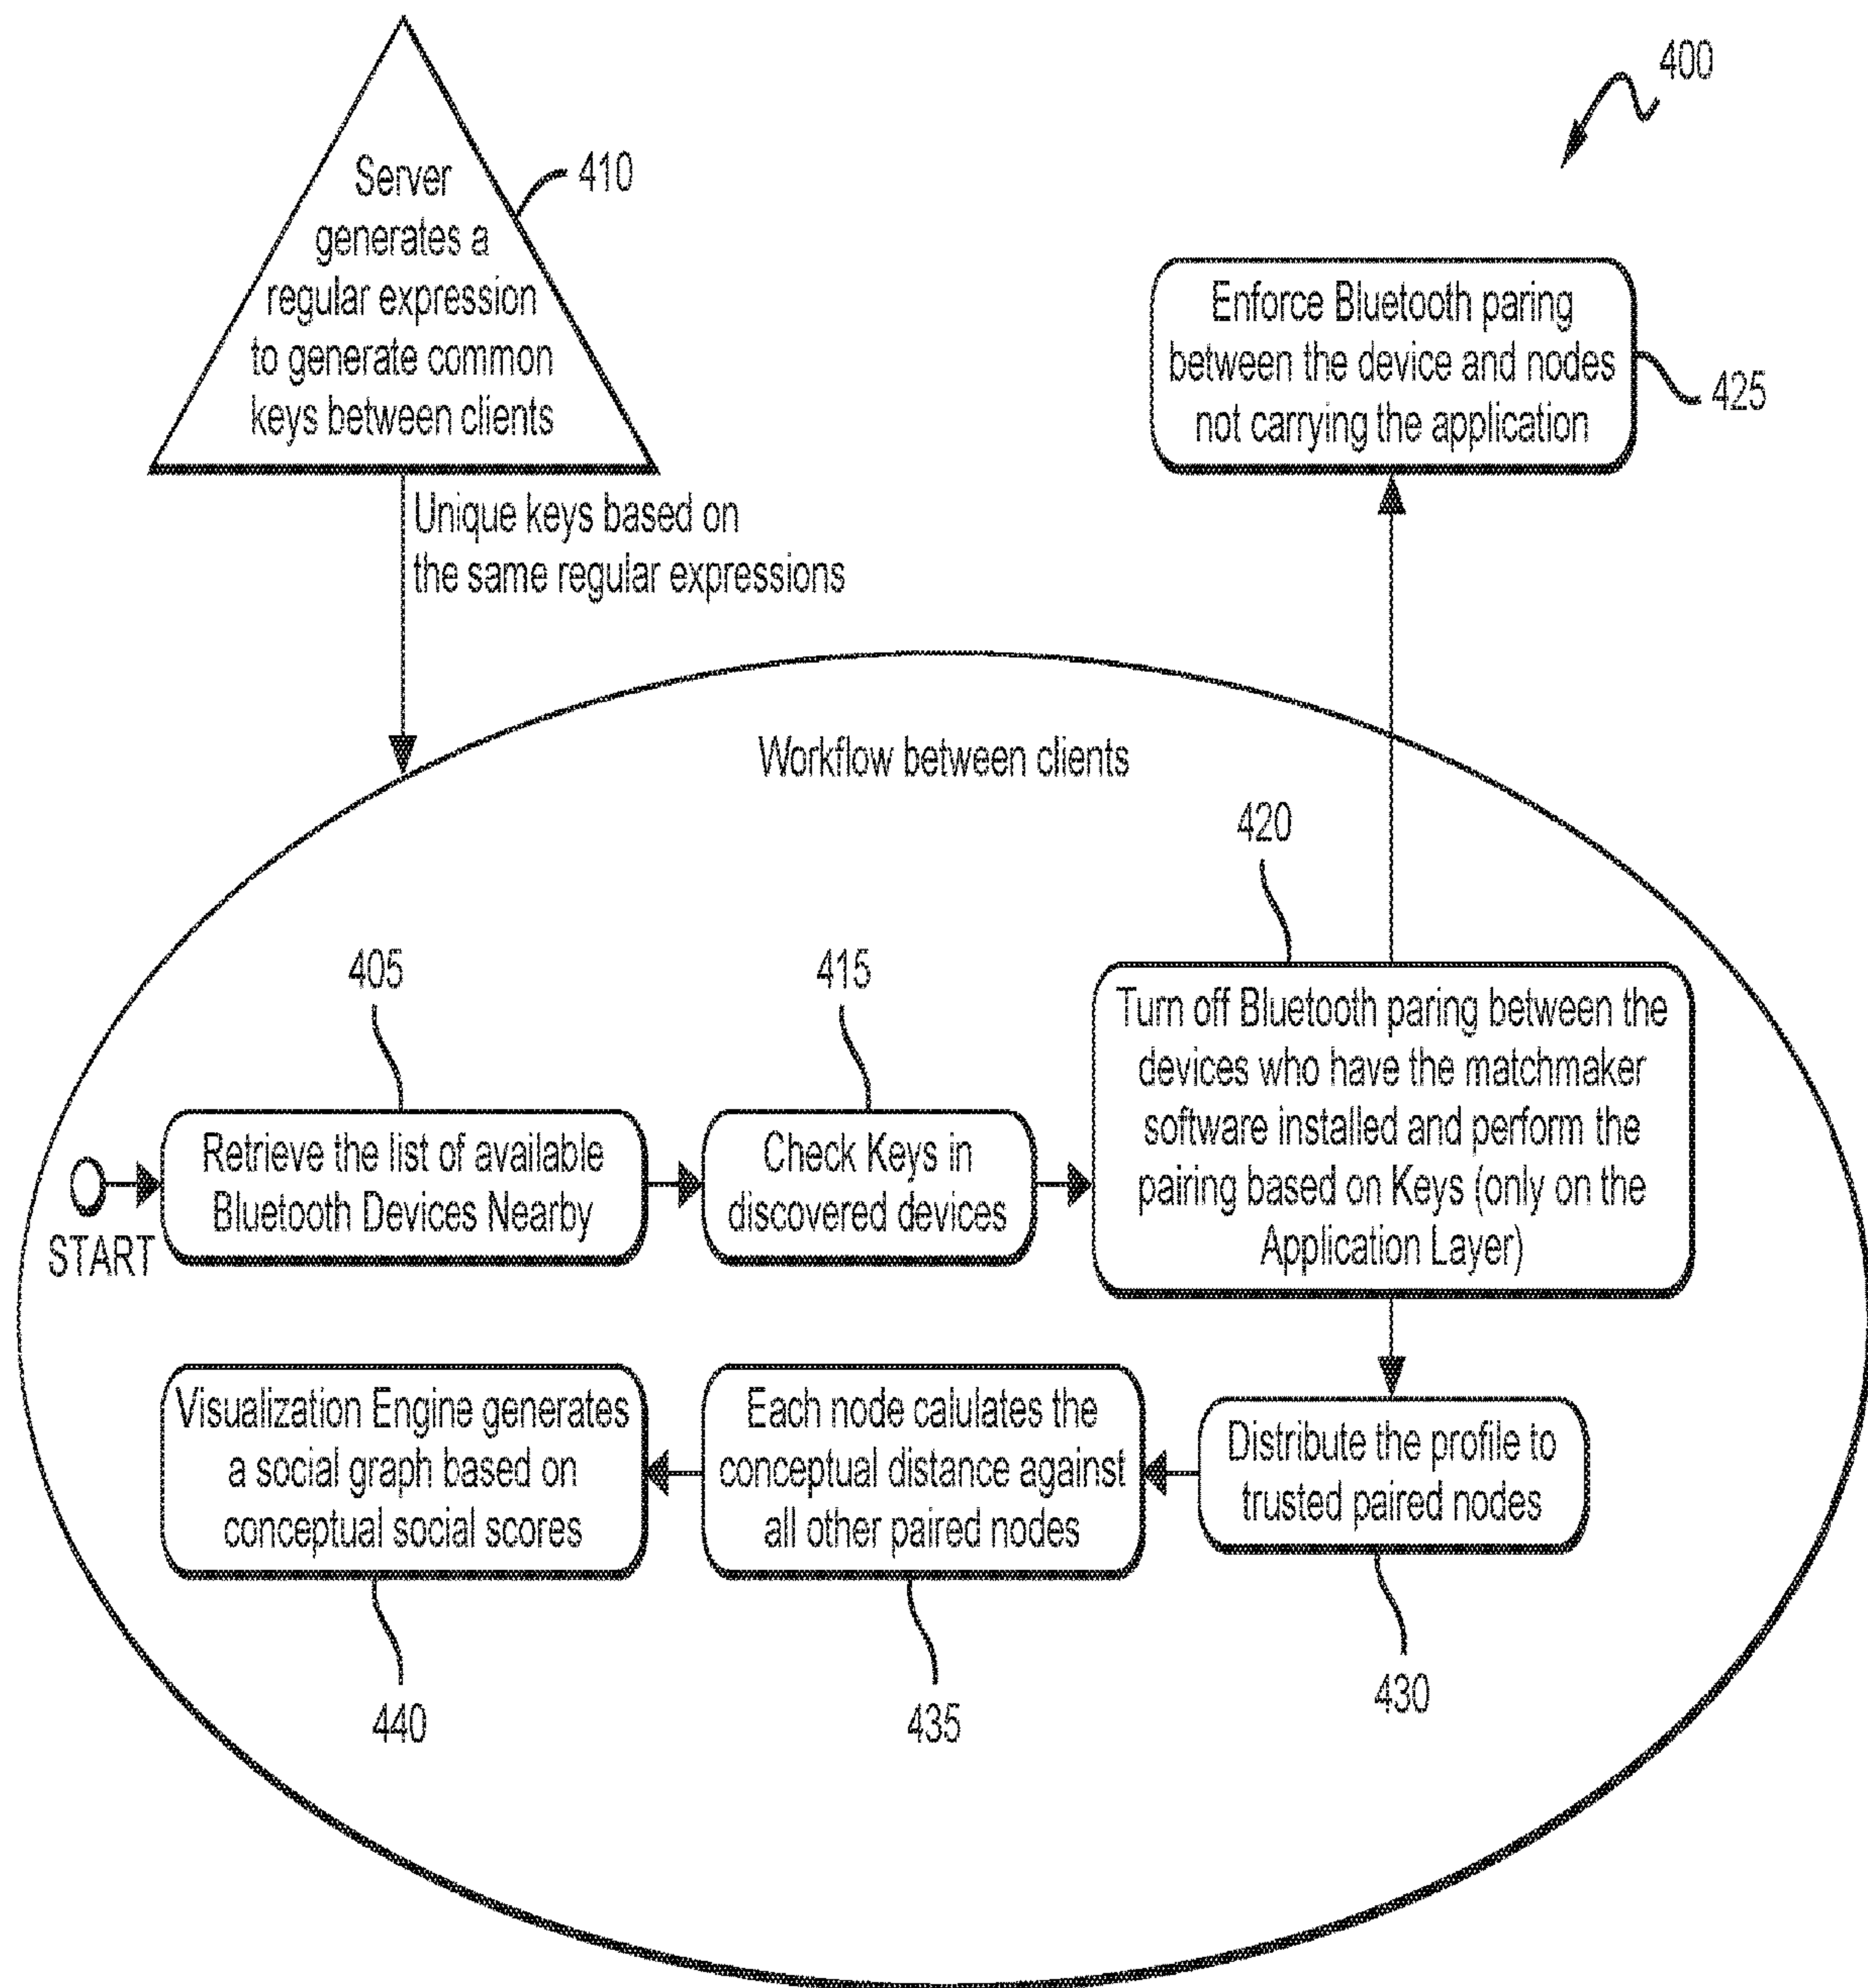 400
Server
generates a
regular expression
to generate common
keys between clients
410
Enforce Bluetooth paring
between the device and nodes
not carrying the application
425
Unique keys based on
the same regular expressions
Workflow between clients
420
405
415
START
Retrieve the list of available
Bluetooth Devices Nearby
Check Keys in
discovered devices
Turn off Bluetooth paring between the
devices who have the matchmaker
software installed and perform the
pairing based on Keys (only on the
Application Layer)
Visualization Engine generates
a social graph based on
conceptual social scores
Each node calulates the
conceptual distance against
all other paired nodes
Distribute the profile to
trusted paired nodes
440
435
430